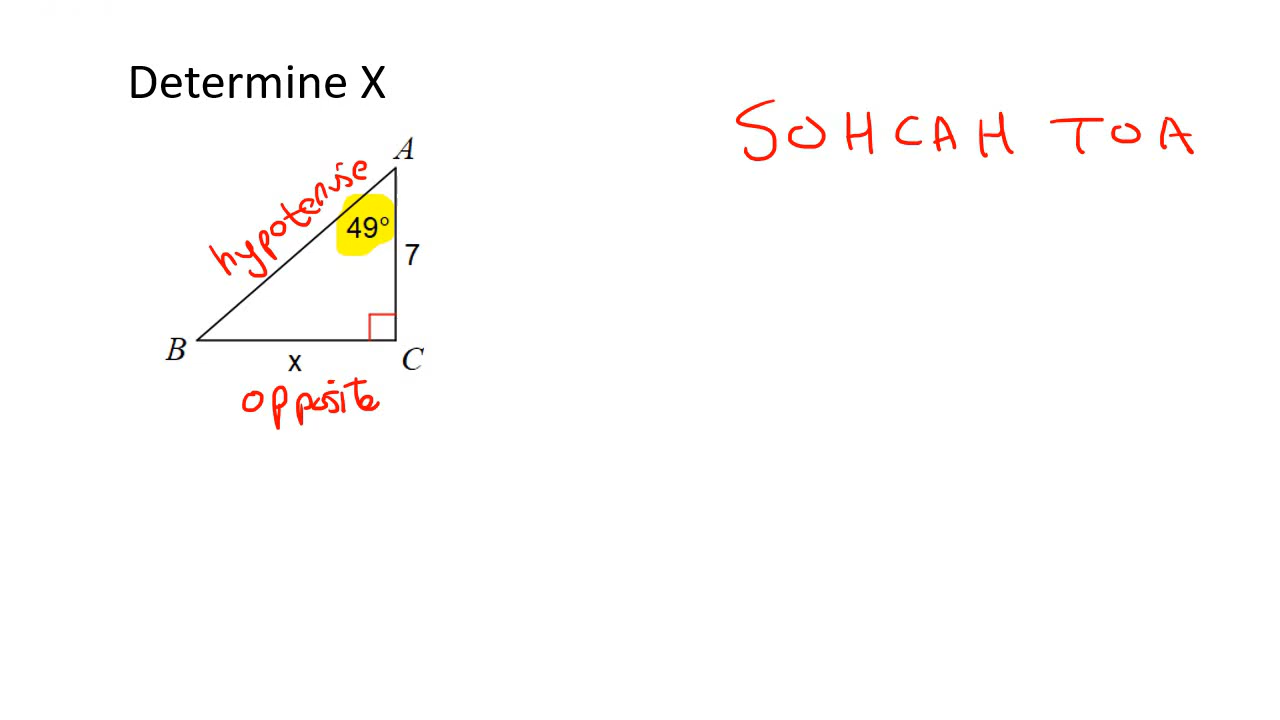 Determine X
SOHCAH TOA
A
hypotenuse
49°
7
B
x
C
opposite